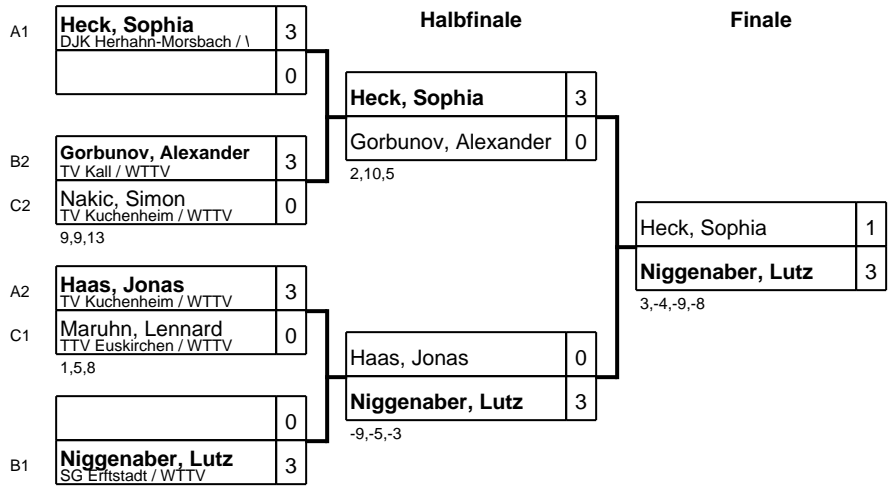 Halbfinale
Finale
A1
Heck, Sophia 3
DJK Herhahn-Morsbach / \
0
B2
Gorbunov, Alexander 3
TV Kall / WTTV
C2
Nakic, Simon 0
TV Kuchenheim / WTTV
9,9,13
A2
Haas, Jonas 3
TV Kuchenheim / WTTV
C1
Maruhn, Lennard 0
TTV Euskirchen / WTTV
1,5,8
0
B1
Niggenaber, Lutz 3
SG Erftstadt / WTTV
Heck, Sophia 3
Gorbunov, Alexander 0
2,10,5
Haas, Jonas 0
Niggenaber, Lutz 3
-9,-5,-3
Heck, Sophia 1
Niggenaber, Lutz 3
3,-4,-9,-8